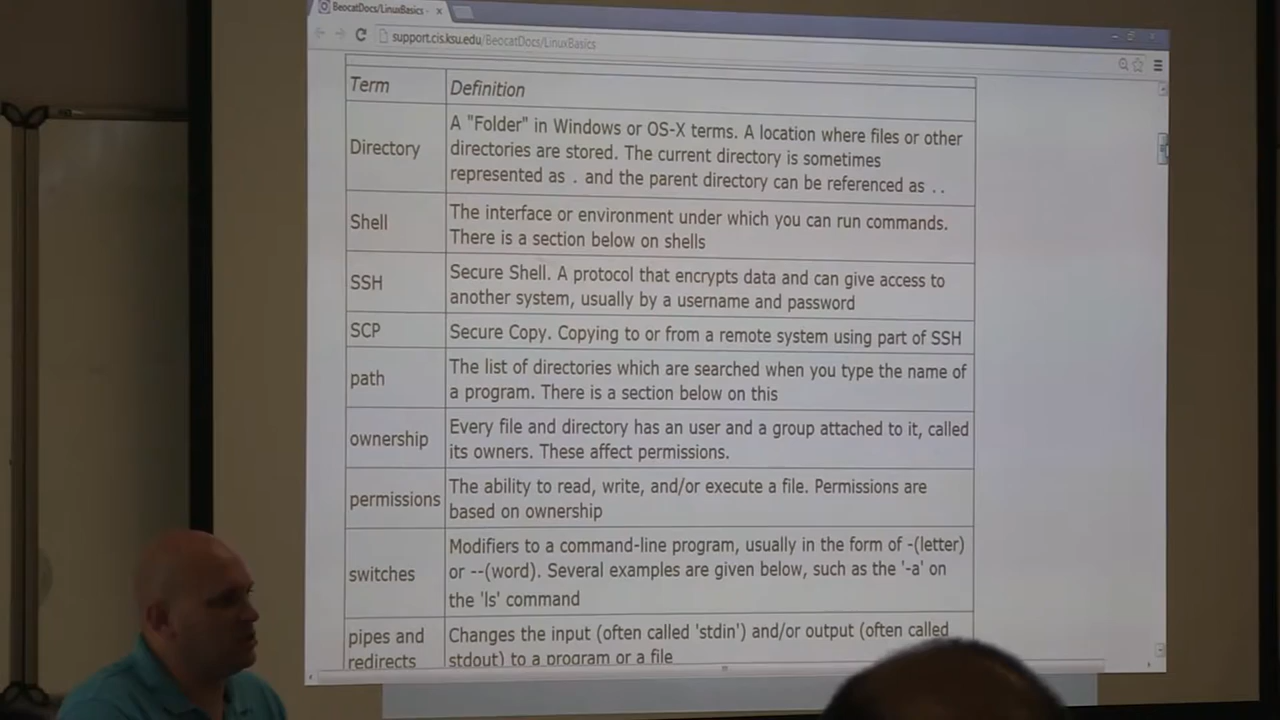 BeocatDocs/LinuxBasics -
support.cis.ksu.edu/BeocatDocs/LinuxBasics
Term
Definition
Directory
A "Folder" in Windows or OS-X terms. A location where files or other
directories are stored. The current directory is sometimes
represented as . and the parent directory can be referenced as ..
Shell
The interface or environment under which you can run commands.
There is a section below on shells
SSH
Secure Shell. A protocol that encrypts data and can give access to
another system, usually by a username and password
SCP
Secure Copy. Copying to or from a remote system using part of SSH
path
The list of directories which are searched when you type the name of
a program. There is a section below on this
ownership
Every file and directory has an user and a group attached to it, called
its owners. These affect permissions.
permissions
The ability to read, write, and/or execute a file. Permissions are
based on ownership
switches
Modifiers to a command-line program, usually in the form of -(letter)
or --(word). Several examples are given below, such as the '-a' on
the 'ls' command
pipes and
redirects
Changes the input (often called 'stdin') and/or output (often called
stdout) to a program or a file